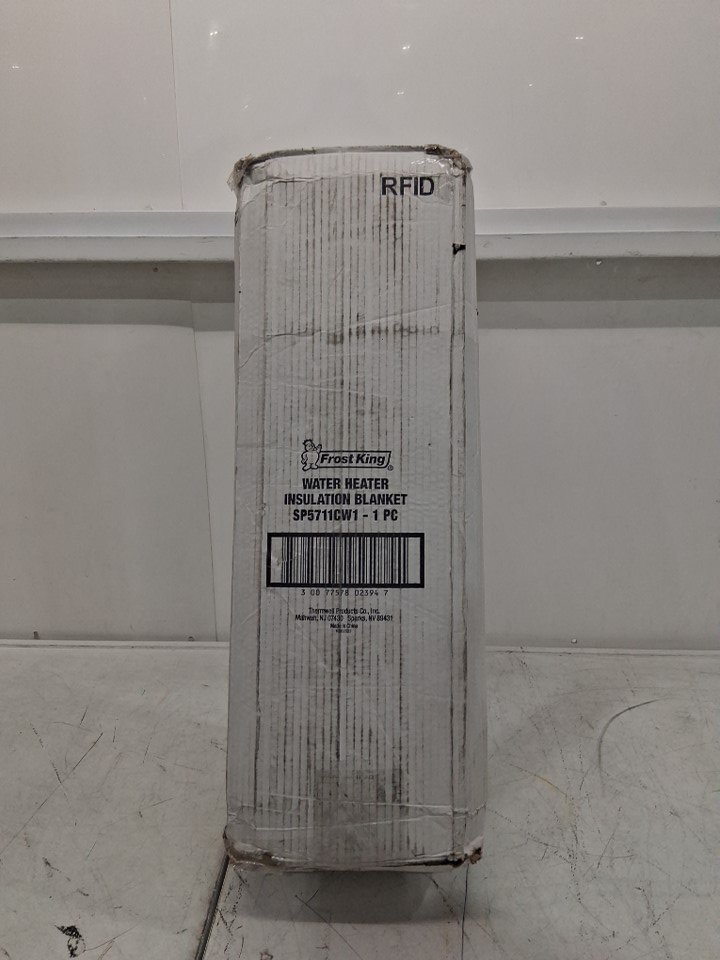 RFID
Frost King®
WATER HEATER
INSULATION BLANKET
SP5711CW1 - 1 PC
3 00 77578 02394 7
Thermwell Products Co., Inc.
Mahwah, NJ 07430 Sparks, NV 89431
Made in China